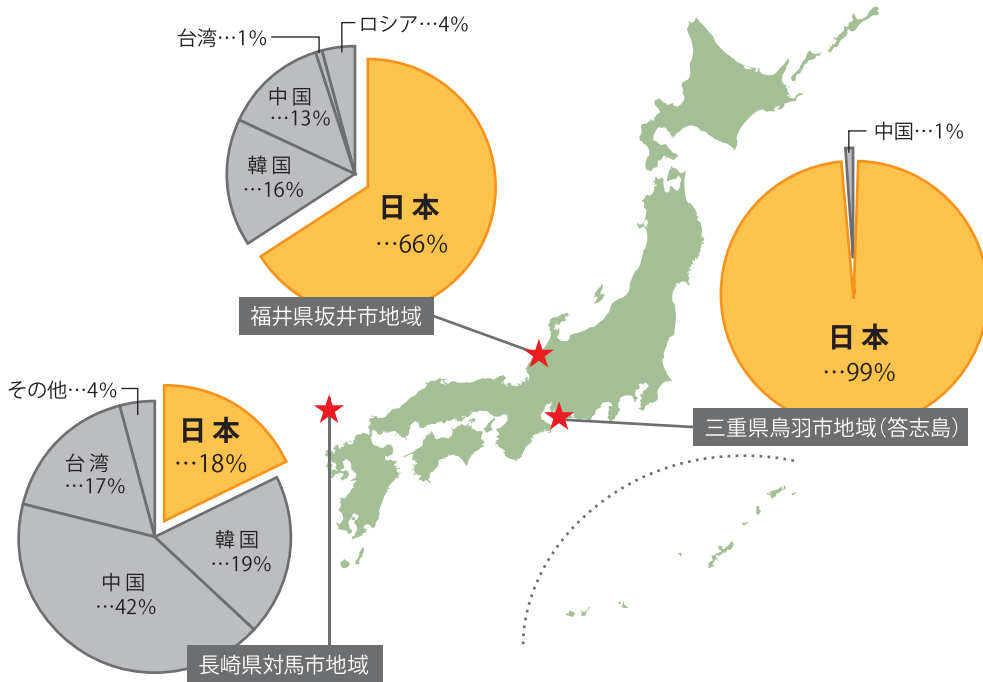 台湾…1%
ロシア…4%
中国
…13%
韓国
…16%
日本
…66%
福井県坂井市地域
中国…1%
日本
…99%
三重県鳥羽市地域(答志島)
その他…4%
日本
…18%
台湾
…17%
韓国
…19%
中国
…42%
長崎県対馬市地域